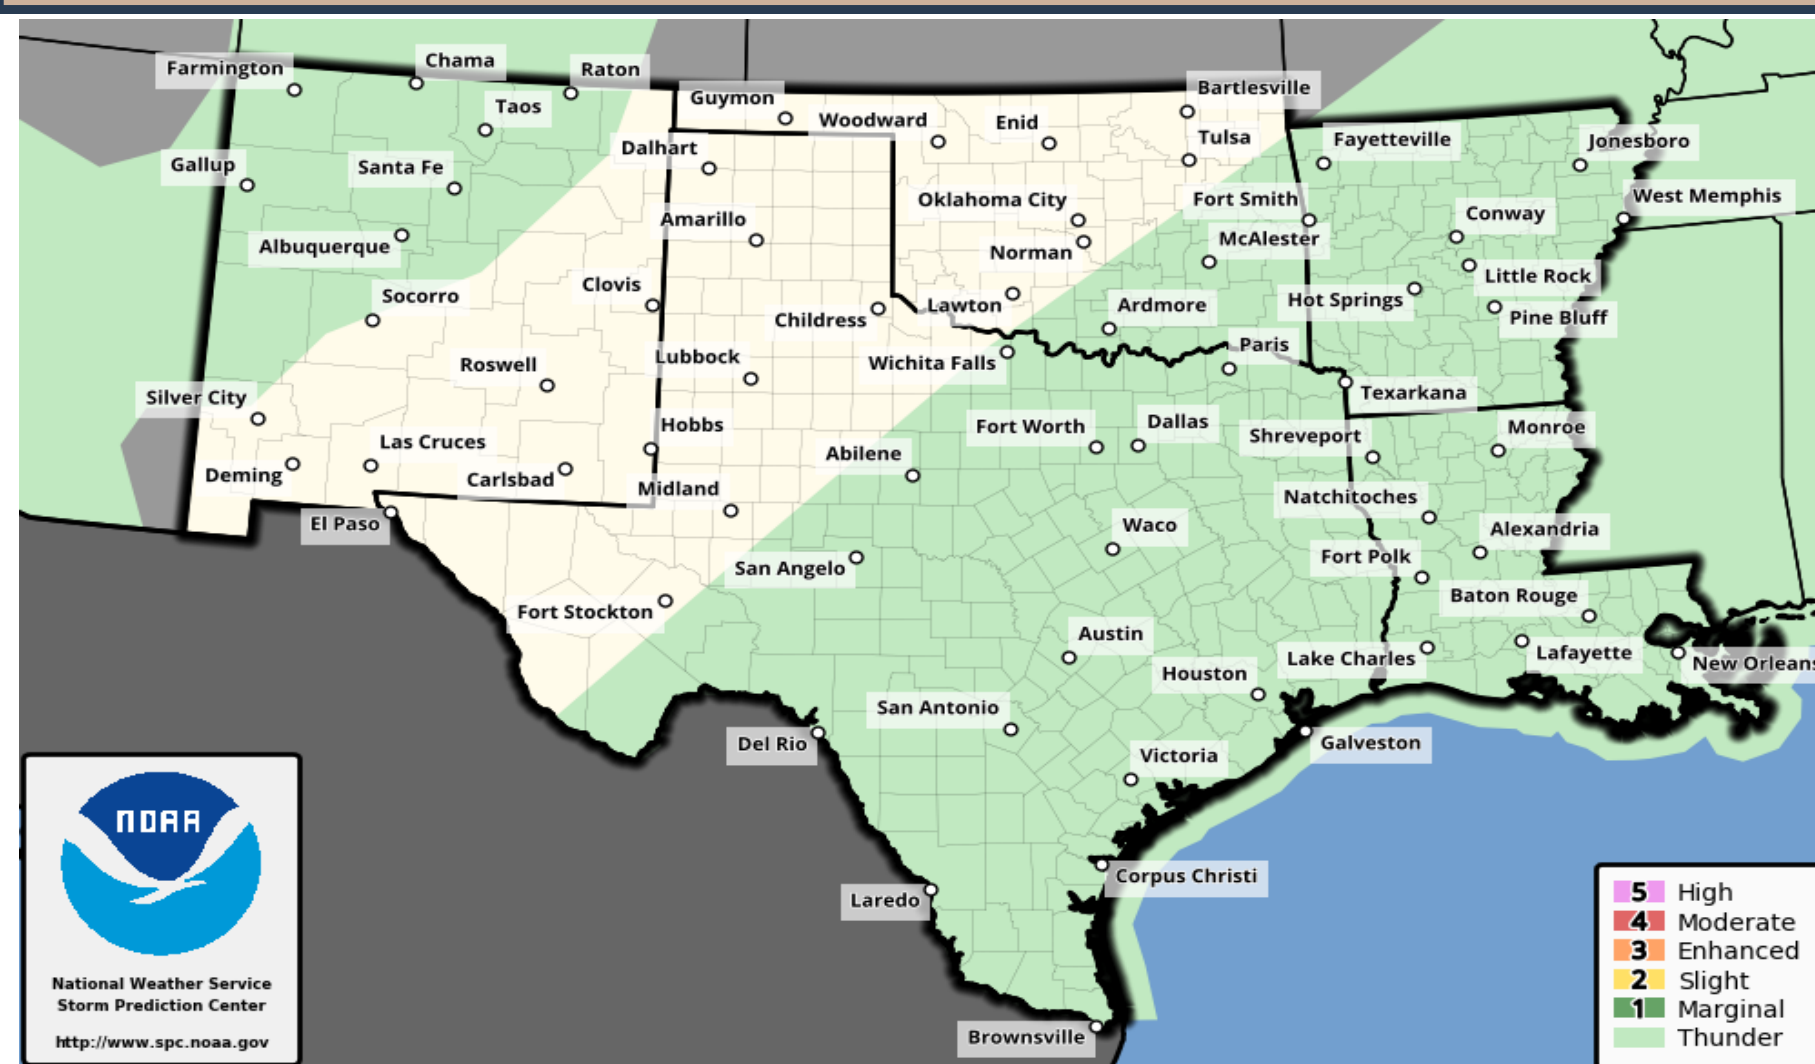 Farmington
Chama
Raton
Taos
Guymon
Woodward
Enid
Bartlesville
Tulsa
Fayetteville
Jonesboro
Gallup
Santa Fe
Dalhart
Oklahoma City
Fort Smith
West Memphis
Albuquerque
Amarillo
Norman
McAlester
Conway
Socorro
Clovis
Childress
Lawton
Ardmore
Hot Springs
Little Rock
Pine Bluff
Roswell
Lubbock
Wichita Falls
Paris
Texarkana
Silver City
Las Cruces
Hobbs
Abilene
Fort Worth
Dallas
Shreveport
Monroe
Deming
Carlsbad
Midland
Natchitoches
El Paso
Waco
Alexandria
San Angelo
Fort Polk
Fort Stockton
Baton Rouge
Austin
Houston
Lake Charles
Lafayette
New Orleans
San Antonio
Del Rio
Victoria
Galveston
Laredo
Corpus Christi
Brownsville
NOAA
National Weather Service
Storm Prediction Center
http://www.spc.noaa.gov
5 High
4 Moderate
3 Enhanced
2 Slight
1 Marginal
Thunder